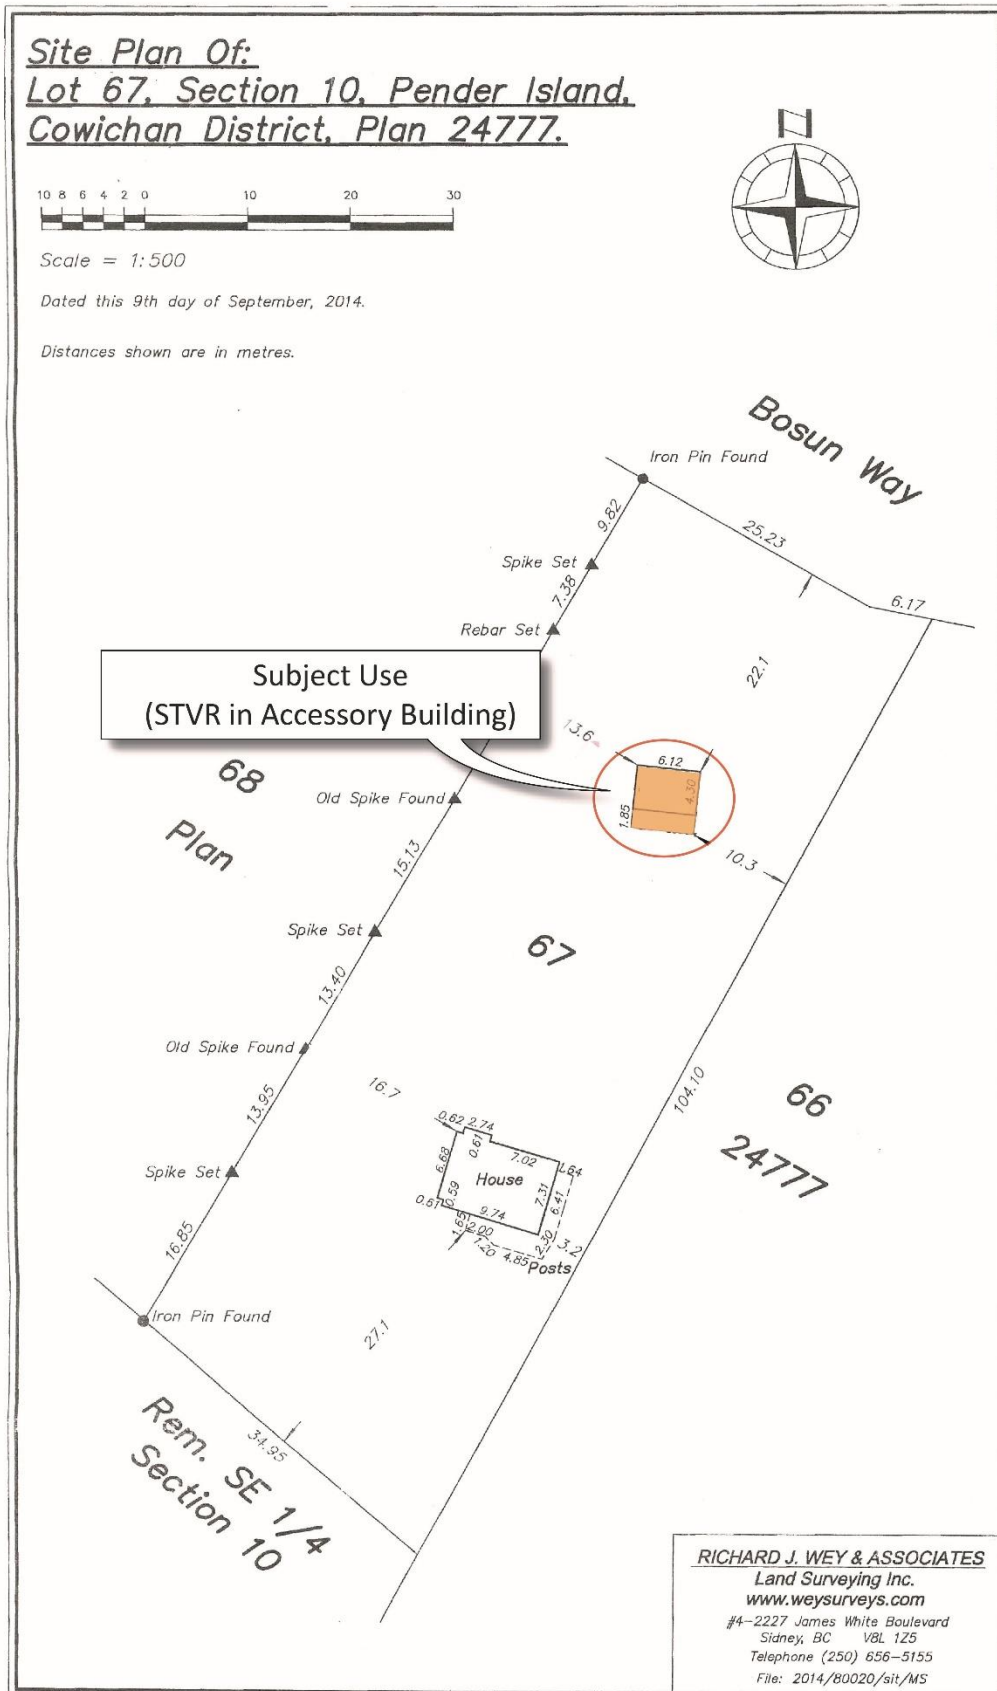 Site Plan Of:
Lot 67, Section 10, Pender Island,
Cowichan District, Plan 24777.
N
10 8 6 4 2 0 10 20 30
Scale = 1:500
Dated this 9th day of September, 2014.
Distances shown are in metres.
Bosun Way
Iron Pin Found
9.82
25.23
Spike Set
7.38
6.17
Rebar Set
22.1
Subject Use
(STVR in Accessory Building)
13.6
6.12
4.30
1.85
10.3
68
Plan
Old Spike Found
15.13
Spike Set
67
13.40
Old Spike Found
16.7
104.10
66
24777
13.95
0.62 2.74
0.61
7.02
1.64
6.68
House
Spike Set
0.61
0.59
9.74
7.31
6.41
1.65
2.00
1.20
4.85
2.30
3.2
Posts
16.85
Iron Pin Found
27.1
34.95
Rem. SE 1/4
Section 10
RICHARD J. WEY & ASSOCIATES
Land Surveying Inc.
www.weysurveys.com
#4-2227 James White Boulevard
Sidney, BC V8L 1Z5
Telephone (250) 656-5155
File: 2014/80020/sit/MS